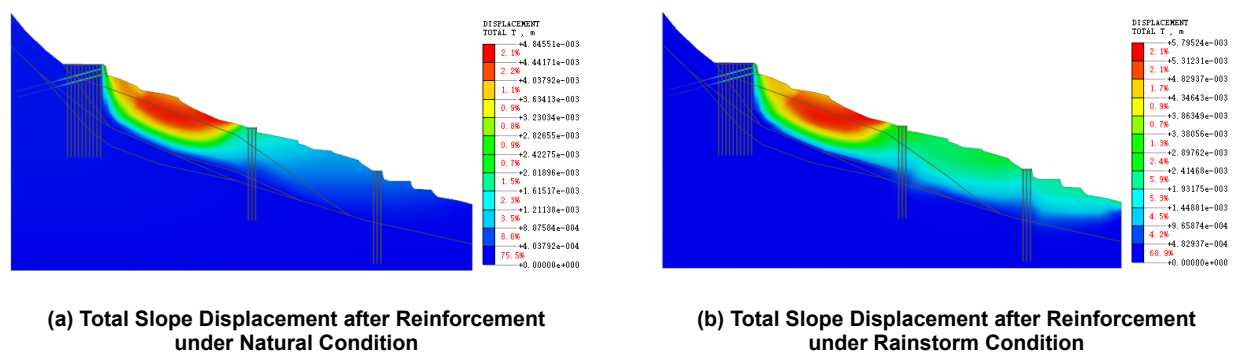 DISPLACEMENT
TOTAL T , m
+4.84551e-003
2.1%
+4.44171e-003
2.2%
+4.03792e-003
1.1%
+3.63413e-003
0.9%
+3.23034e-003
0.8%
+2.82655e-003
0.9%
+2.42275e-003
0.7%
+2.01896e-003
1.5%
+1.61517e-003
2.3%
+1.21138e-003
3.5%
+8.07584e-004
8.6%
+4.03792e-004
75.5%
+0.00000e+000
(a) Total Slope Displacement after Reinforcement
under Natural Condition
DISPLACEMENT
TOTAL T , m
+5.79524e-003
2.1%
+5.31231e-003
2.1%
+4.82937e-003
1.7%
+4.34643e-003
0.9%
+3.86349e-003
0.7%
+3.38056e-003
1.3%
+2.89762e-003
2.4%
+2.41468e-003
5.9%
+1.93175e-003
5.3%
+1.44881e-003
4.5%
+9.65874e-004
4.2%
+4.82937e-004
68.9%
+0.00000e+000
(b) Total Slope Displacement after Reinforcement
under Rainstorm Condition